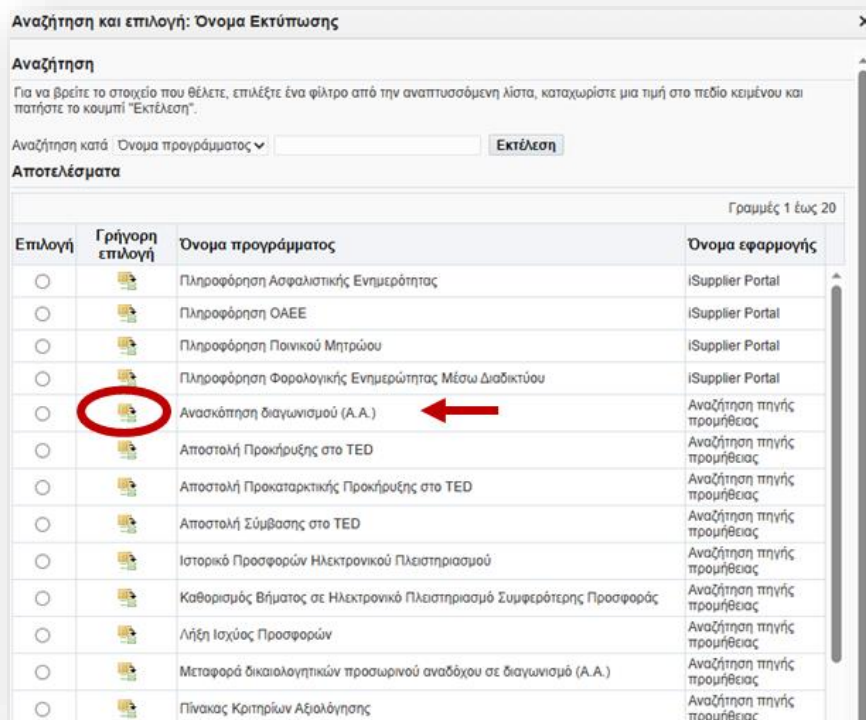 Αναζήτηση και επιλογή: Όνομα Εκτύπωσης
Αναζήτηση
Για να βρείτε το στοιχείο που θέλετε, επιλέξτε ένα φίλτρο από την αναπτυσσόμενη λίστα, καταχωρίστε μια τιμή στο πεδίο κειμένου και
πατήστε το κουμπί "Εκτέλεση".
Αναζήτηση κατά Όνομα προγράμματος Εκτέλεση
Αποτελέσματα
Γραμμές 1 έως 20
Επιλογή Γρήγορη επιλογή Όνομα προγράμματος Όνομα εφαρμογής
Πληροφόρηση Ασφαλιστικής Ενημερότητας iSupplier Portal
Πληροφόρηση ΟΑΕΕ iSupplier Portal
Πληροφόρηση Ποινικού Μητρώου iSupplier Portal
Πληροφόρηση Φορολογικής Ενημερώτητας Μέσω Διαδικτύου iSupplier Portal
Ανασκόπηση διαγωνισμού (Α.Α.) Αναζήτηση πηγής προμήθειας
Αποστολή Προκήρυξης στο TED Αναζήτηση πηγής προμήθειας
Αποστολή Προκαταρκτικής Προκήρυξης στο TED Αναζήτηση πηγής προμήθειας
Αποστολή Σύμβασης στο TED Αναζήτηση πηγής προμήθειας
Ιστορικό Προσφορών Ηλεκτρονικού Πλειστηριασμού Αναζήτηση πηγής προμήθειας
Καθορισμός Βήματος σε Ηλεκτρονικό Πλειστηριασμό Συμφερότερης Προσφοράς Αναζήτηση πηγής προμήθειας
Λήξη Ισχύος Προσφορών Αναζήτηση πηγής προμήθειας
Μεταφορά δικαιολογητικών προσωρινού αναδόχου σε διαγωνισμό (Α.Α.) Αναζήτηση πηγής προμήθειας
Πίνακας Κριτηρίων Αξιολόγησης Αναζήτηση πηγής προμήθειας